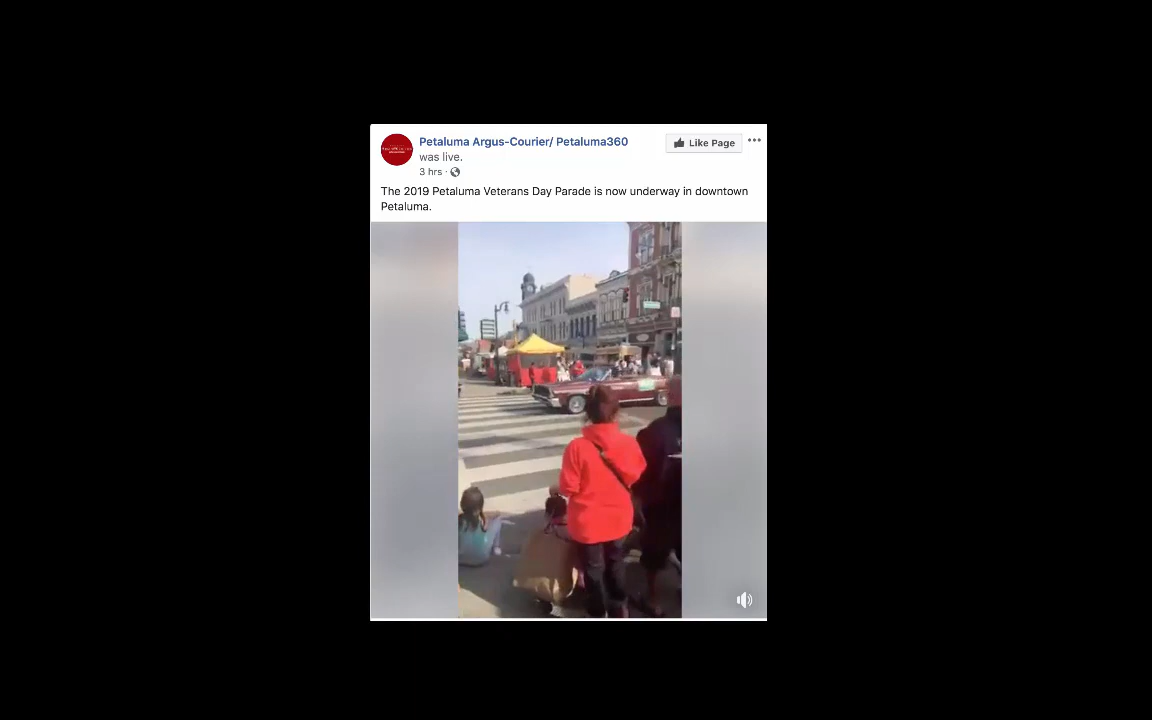 Petaluma Argus-Courier/ Petaluma360
Like Page
was live.
3 hrs ·
The 2019 Petaluma Veterans Day Parade is now underway in downtown
Petaluma.